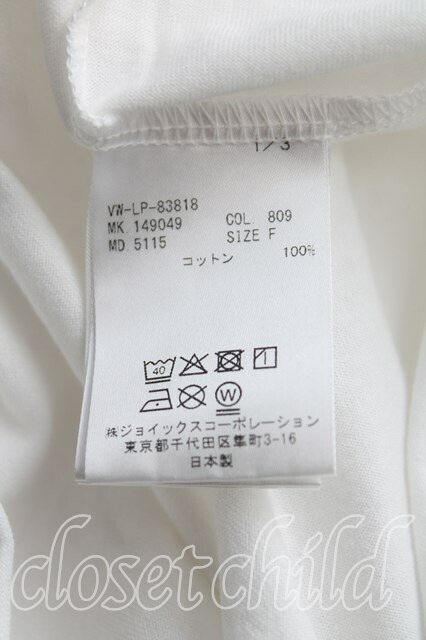 1/3
VW-LP-83818
MK. 149049 COL. 809
MD. 5115 SIZE F
コットン 100%
40
W
㈱ジョイックスコーポレーション
東京都千代田区隼町3-16
日本製
closetchild